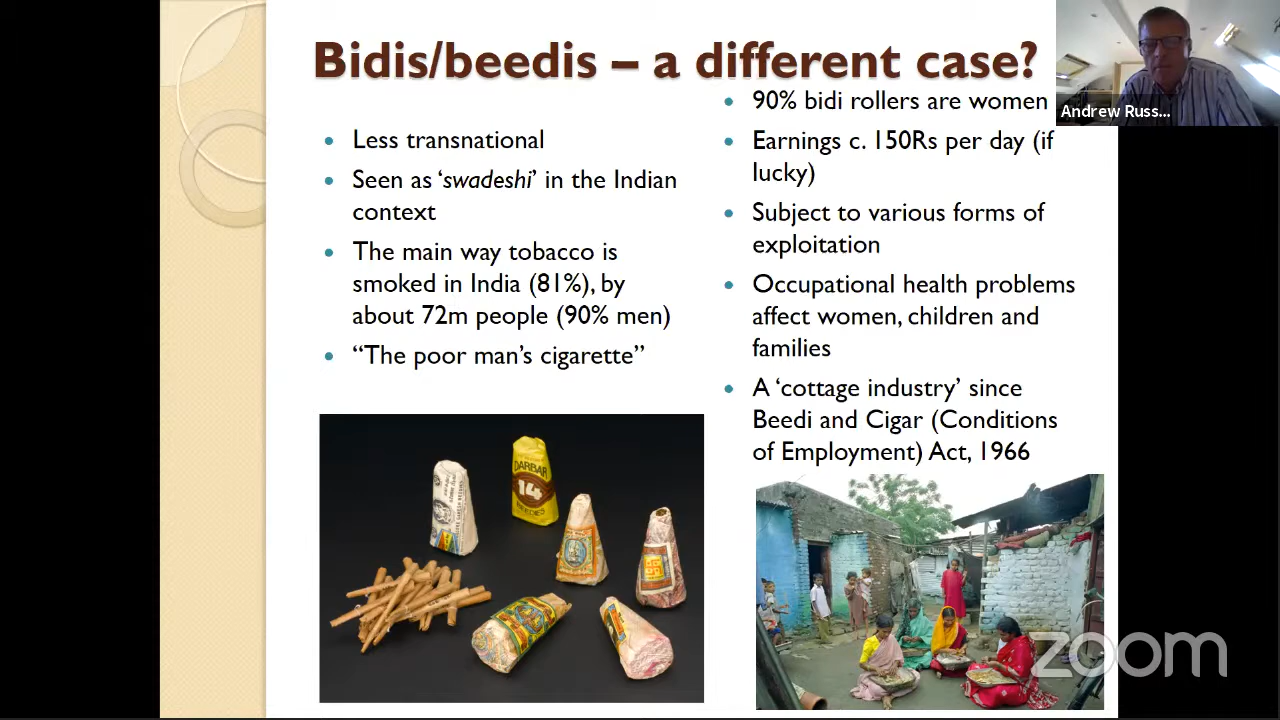 Bidis/beedis – a different case?
• Less transnational
• Seen as ‘swadeshi’ in the Indian
context
• The main way tobacco is
smoked in India (81%), by
about 72m people (90% men)
• “The poor man’s cigarette”
• 90% bidi rollers are women
• Earnings c. 150Rs per day (if
lucky)
• Subject to various forms of
exploitation
• Occupational health problems
affect women, children and
families
• A ‘cottage industry’ since
Beedi and Cigar (Conditions
of Employment) Act, 1966
DARBAR
14
BEEDIES
Andrew Russ...
zoom